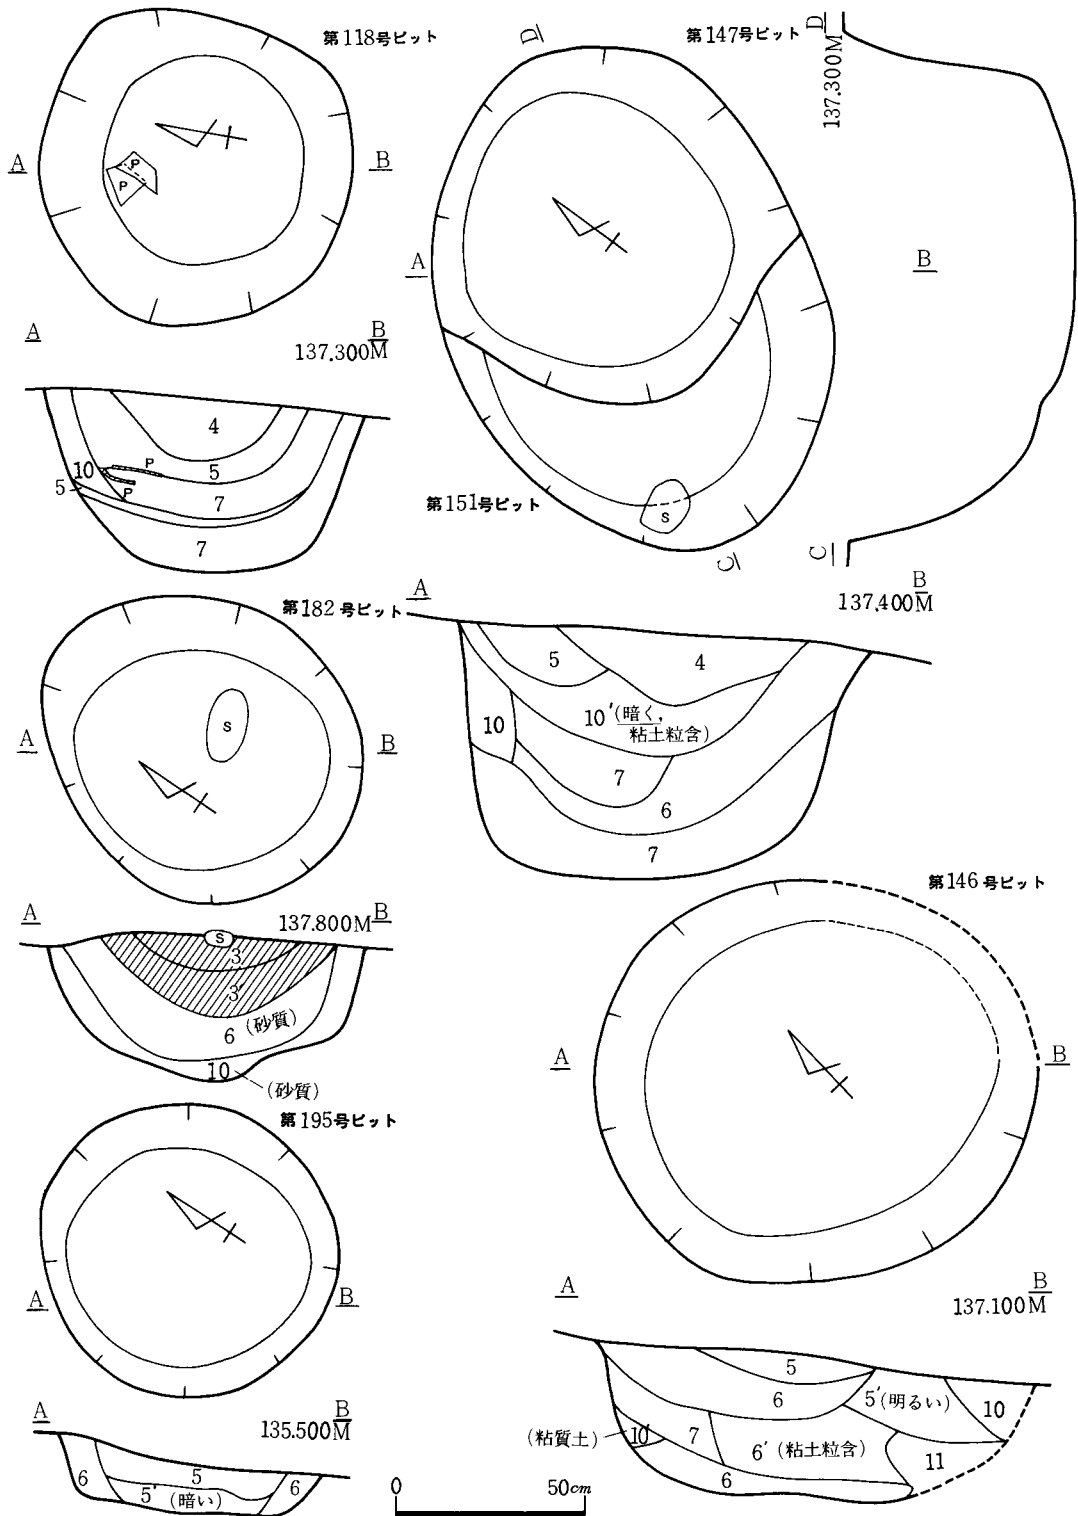 第118号ピット
A
B
P
P
A
B
137.300M
4
10
P
5
5
P
7
7
第147号ピット
D
D
137.300M
A
B
第151号ピット
S
C
C
A
B
137.400M
5
4
10
10′(暗く,
粘土粒含)
7
6
7
第182号ピット
S
A
B
A
B
137.800M
S
3
3′
6 (砂質)
10
(砂質)
第195号ピット
A
B
A
B
135.500M
6
5
5′(暗い)
6
第146号ピット
A
B
A
B
137.100M
5
6
5′(明るい)
10
(粘質土)
10′
7
6′(粘土粒含)
11
6
0
50cm